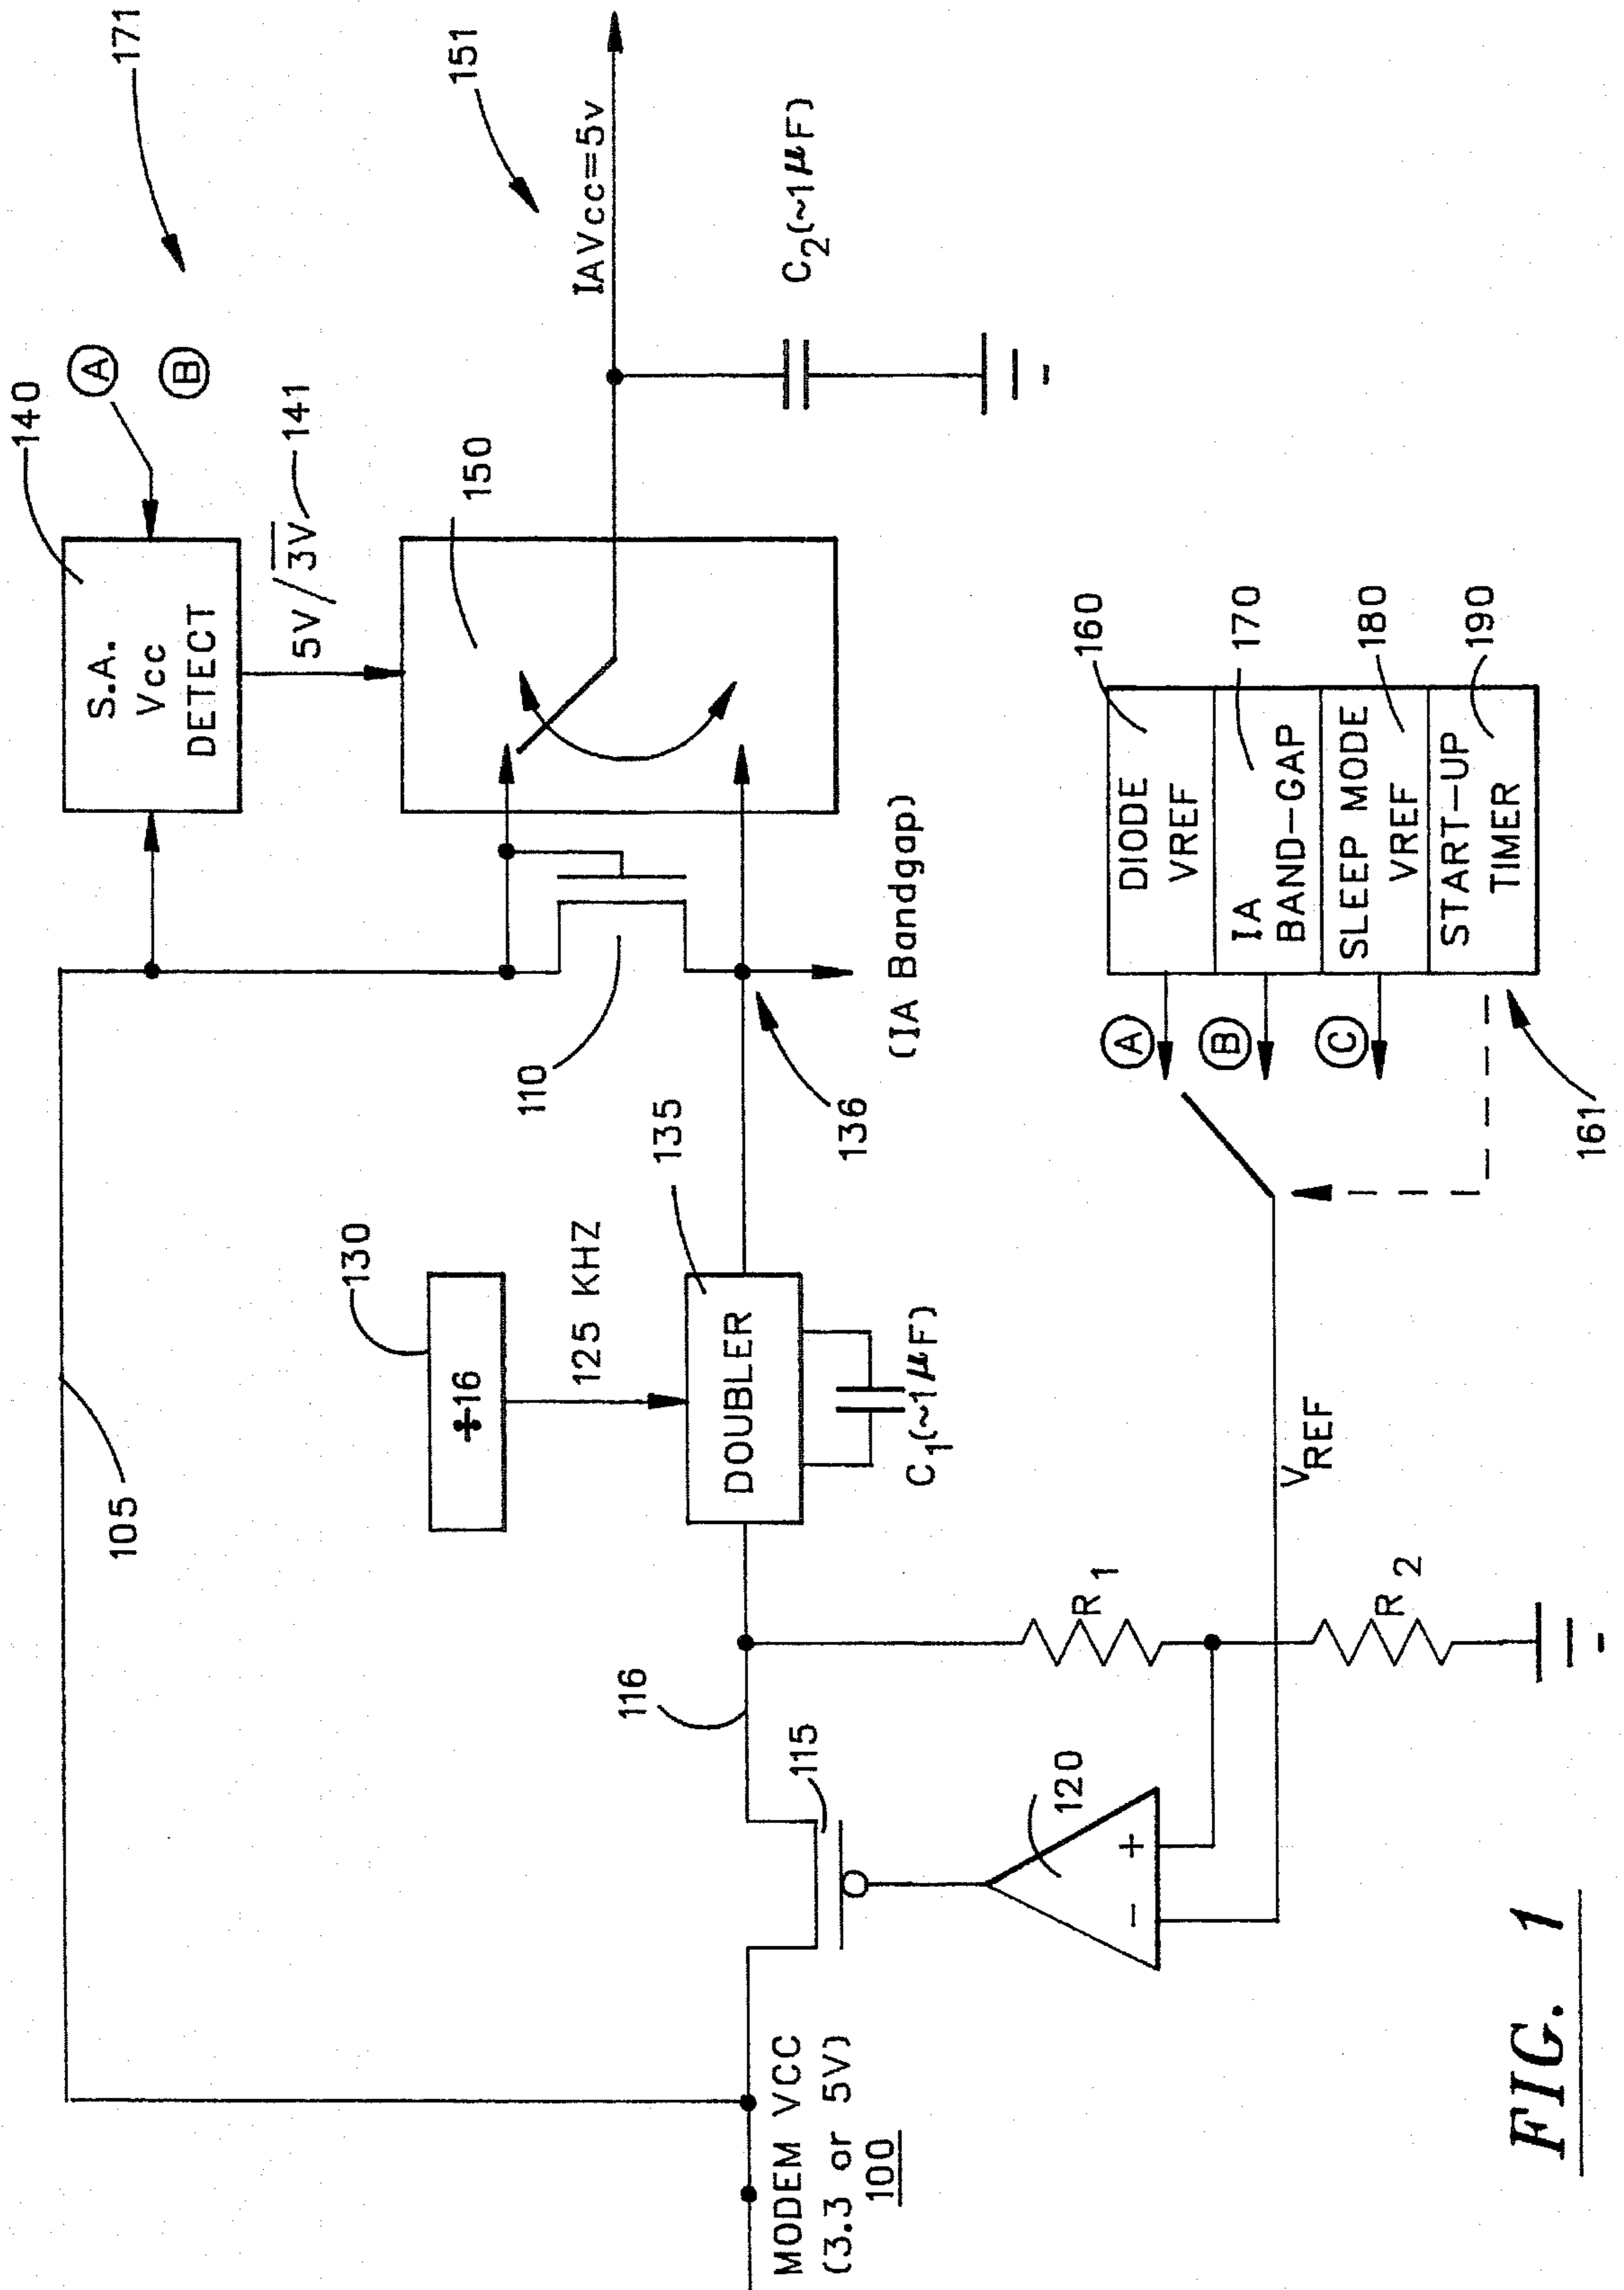 171
140
A
B
S.A.
Vcc
DETECT
5V/3̅V̅
141
150
151
IAVcc=5v
C2(~1μF)
105
130
÷16
125 KHZ
135
DOUBLER
C1(~1μF)
110
136
(IA Bandgap)
116
115
120
+
-
R1
R2
VREF
MODEM VCC
(3.3 or 5V)
100
A
B
C
DIODE
VREF
160
IA
BAND-GAP
170
SLEEP MODE
VREF
180
START-UP
TIMER
190
161
FIG. 1